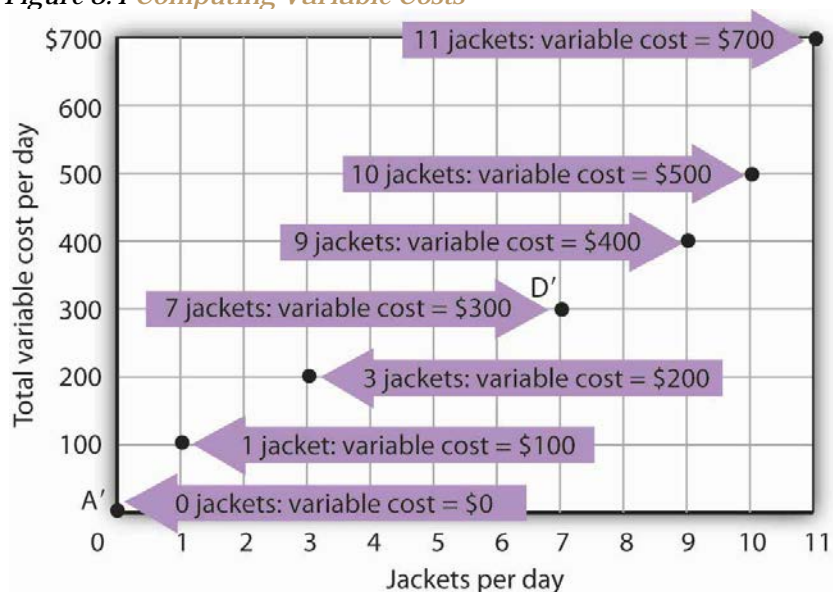 Figure 8.4 Computing Variable Costs
$700
11 jackets: variable cost = $700
600
500
10 jackets: variable cost = $500
400
9 jackets: variable cost = $400
D′
300
7 jackets: variable cost = $300
200
3 jackets: variable cost = $200
100
1 jacket: variable cost = $100
A′
0 jackets: variable cost = $0
0 1 2 3 4 5 6 7 8 9 10 11
Jackets per day
Total variable cost per day